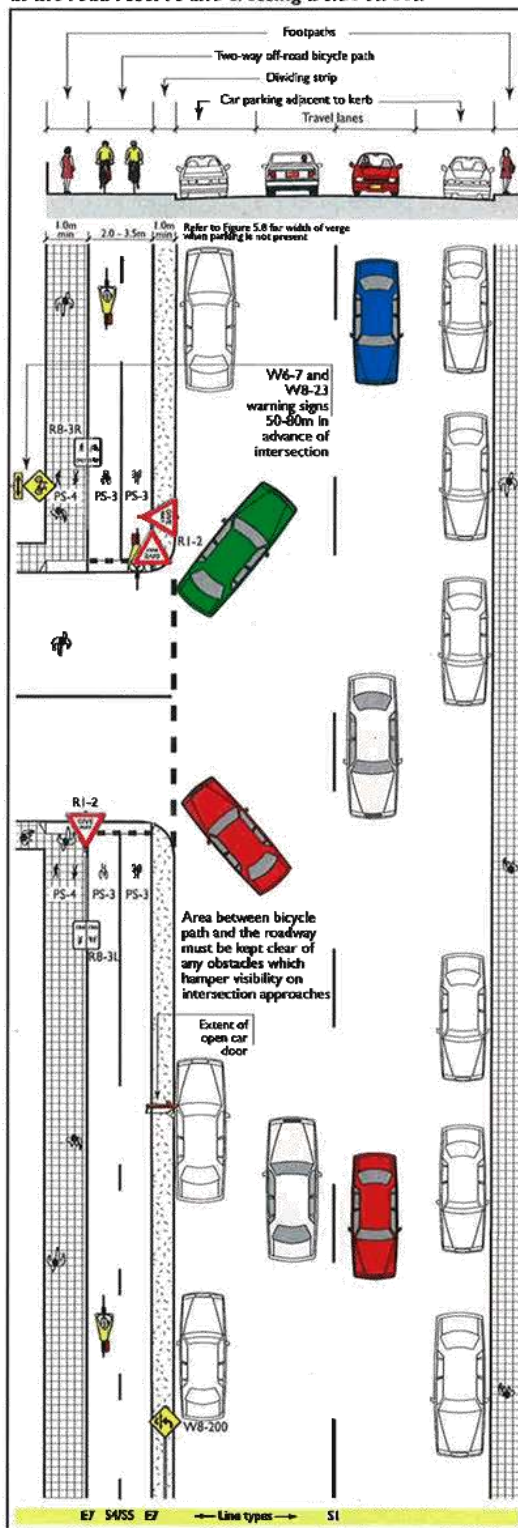 Footpaths
Two-way off-road bicycle path
Dividing strip
Car parking adjacent to kerb
Travel lanes
1.0m
min
2.0 - 3.5m
1.0m
min
Refer to Figure 5.8 for width of verge
when parking is not present
W6-7 and
W8-23
warning signs
50-80m in
advance of
intersection
R8-3R
PS-4
PS-3
PS-3
R1-2
R1-2
GIVE
WAY
PS-4
PS-3
PS-3
R8-3L
Area between bicycle
path and the roadway
must be kept clear of
any obstacles which
hamper visibility on
intersection approaches
Extent of
open car
door
W8-200
E7 S4/S5 E7 Line types S1